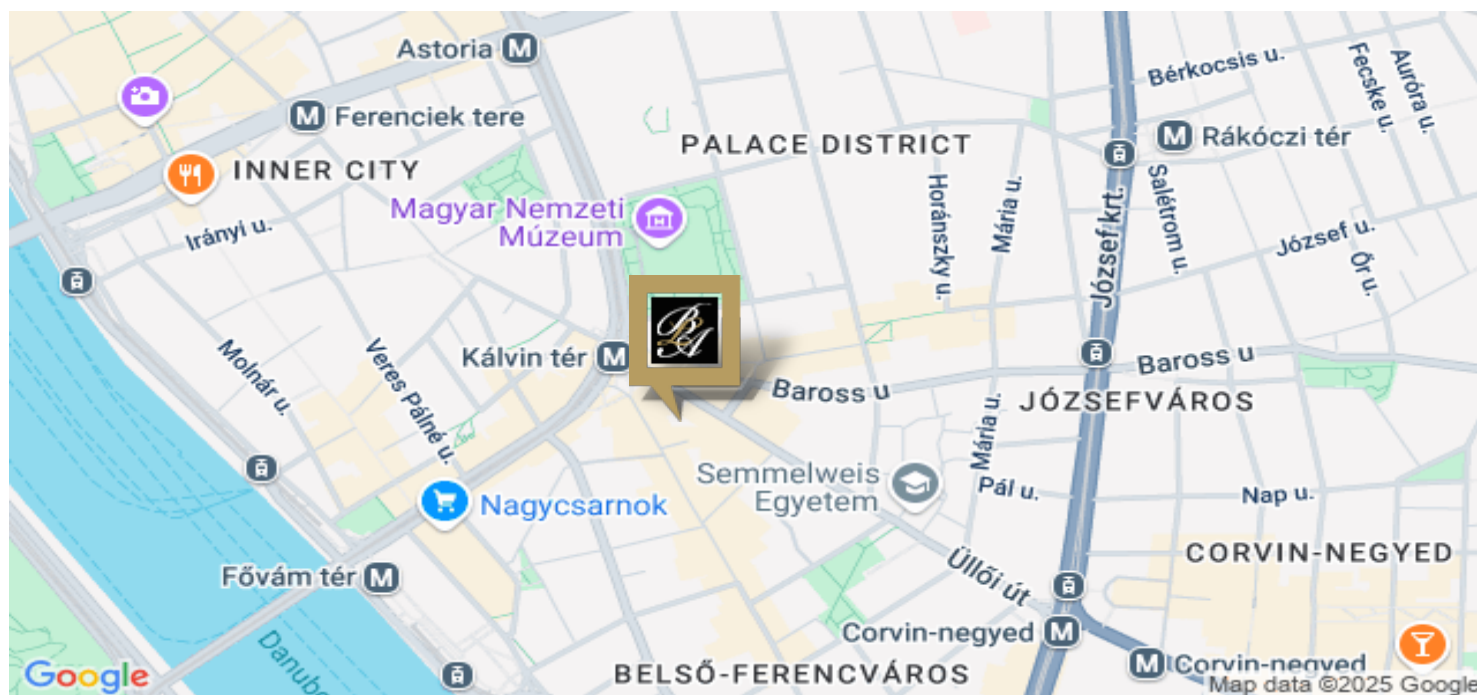 Astoria M
Bérkocsis u.
Fecske u.
Auróra u.
M Ferenciek tere
PALACE DISTRICT
M Rákóczi tér
INNER CITY
Magyar Nemzeti
Múzeum
Horánszky u.
Mária u.
József krt.
Salétrom u.
József u.
Őr u.
Irányi u.
BA
Kálvin tér M
Molnár u.
Veres Pálné u.
Baross u
Baross u
JÓZSEFVÁROS
Mária u.
Semmelweis
Egyetem
Pál u.
Nap u.
Nagycsarnok
CORVIN-NEGYED
Üllői út
Fővám tér M
Corvin-negyed M
M Corvin-negyed
Danube
BELSŐ-FERENCVÁROS
Google
Map data ©2025 Google